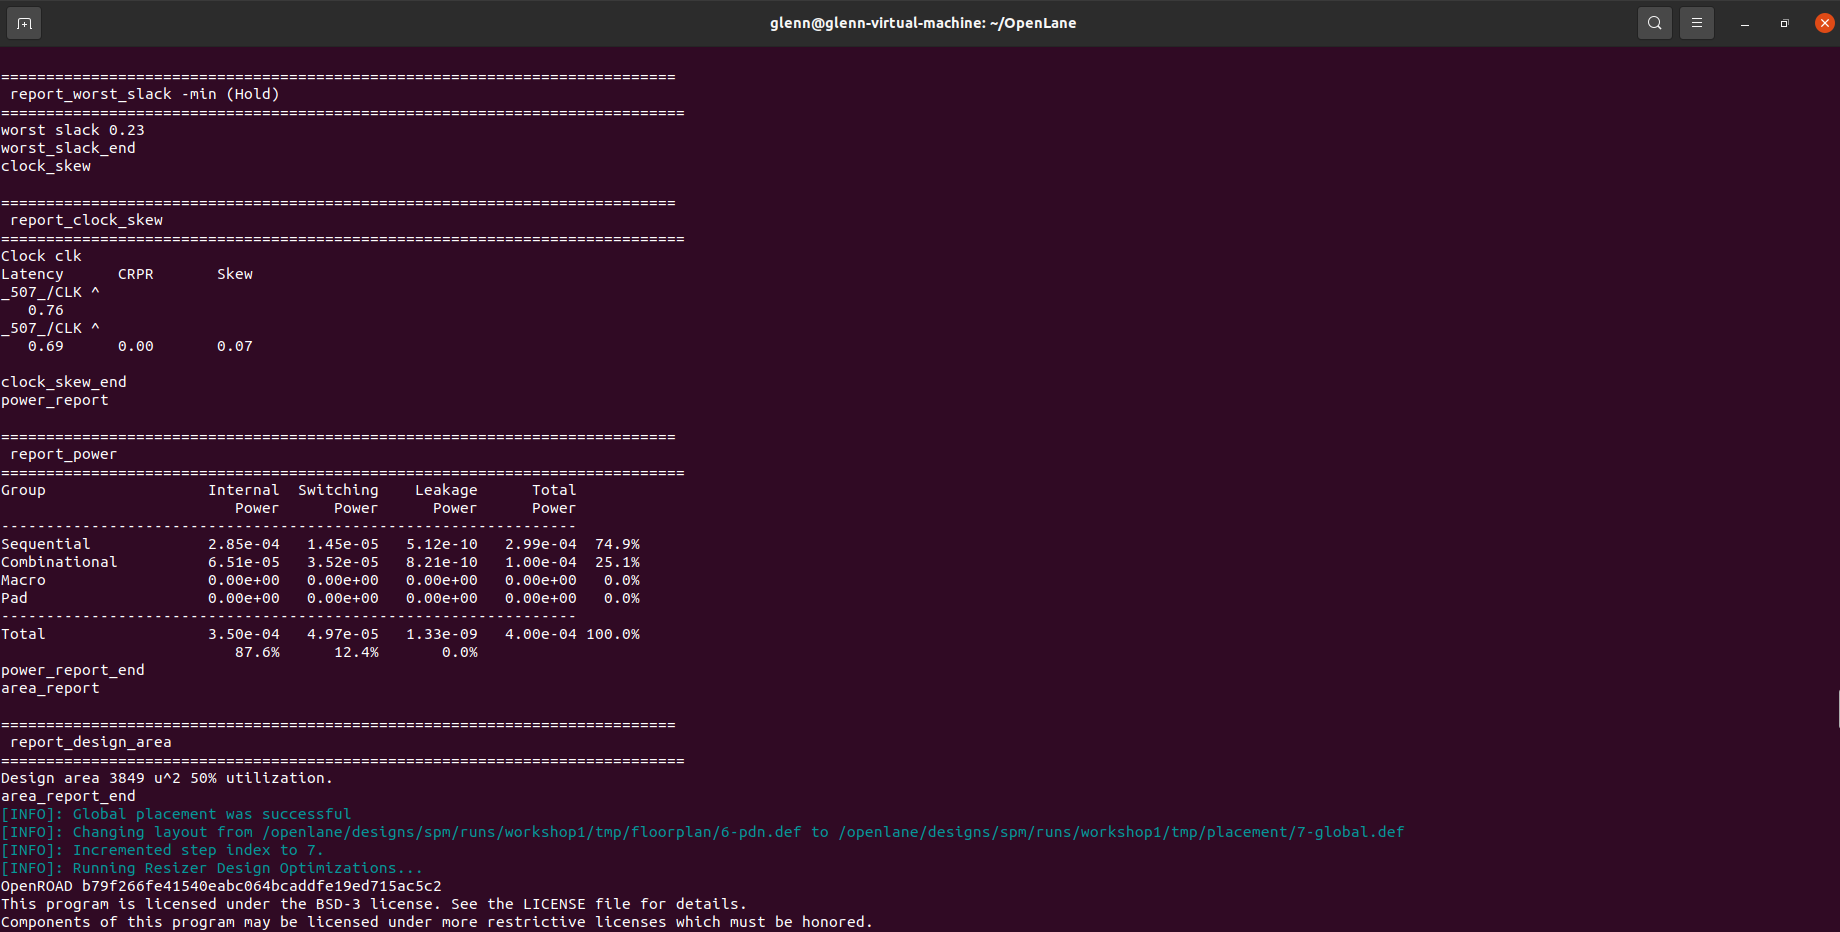 glenn@glenn-virtual-machine: ~/OpenLane
===========================================================================
 report_worst_slack -min (Hold)
============================================================================
worst slack 0.23
worst_slack_end
clock_skew
===========================================================================
 report_clock_skew
============================================================================
Clock clk
Latency      CRPR       Skew
_507_/CLK ^
   0.76
_507_/CLK ^
   0.69      0.00       0.07
clock_skew_end
power_report
===========================================================================
 report_power
============================================================================
Group                  Internal  Switching    Leakage      Total
                          Power      Power      Power      Power
----------------------------------------------------------------
Sequential             2.85e-04   1.45e-05   5.12e-10   2.99e-04  74.9%
Combinational          6.51e-05   3.52e-05   8.21e-10   1.00e-04  25.1%
Macro                  0.00e+00   0.00e+00   0.00e+00   0.00e+00   0.0%
Pad                    0.00e+00   0.00e+00   0.00e+00   0.00e+00   0.0%
----------------------------------------------------------------
Total                  3.50e-04   4.97e-05   1.33e-09   4.00e-04 100.0%
                          87.6%      12.4%       0.0%
power_report_end
area_report
===========================================================================
 report_design_area
============================================================================
Design area 3849 u^2 50% utilization.
area_report_end
[INFO]: Global placement was successful
[INFO]: Changing layout from /openlane/designs/spm/runs/workshop1/tmp/floorplan/6-pdn.def to /openlane/designs/spm/runs/workshop1/tmp/placement/7-global.def
[INFO]: Incremented step index to 7.
[INFO]: Running Resizer Design Optimizations...
OpenROAD b79f266fe41540eabc064bcaddfe19ed715ac5c2
This program is licensed under the BSD-3 license. See the LICENSE file for details.
Components of this program may be licensed under more restrictive licenses which must be honored.